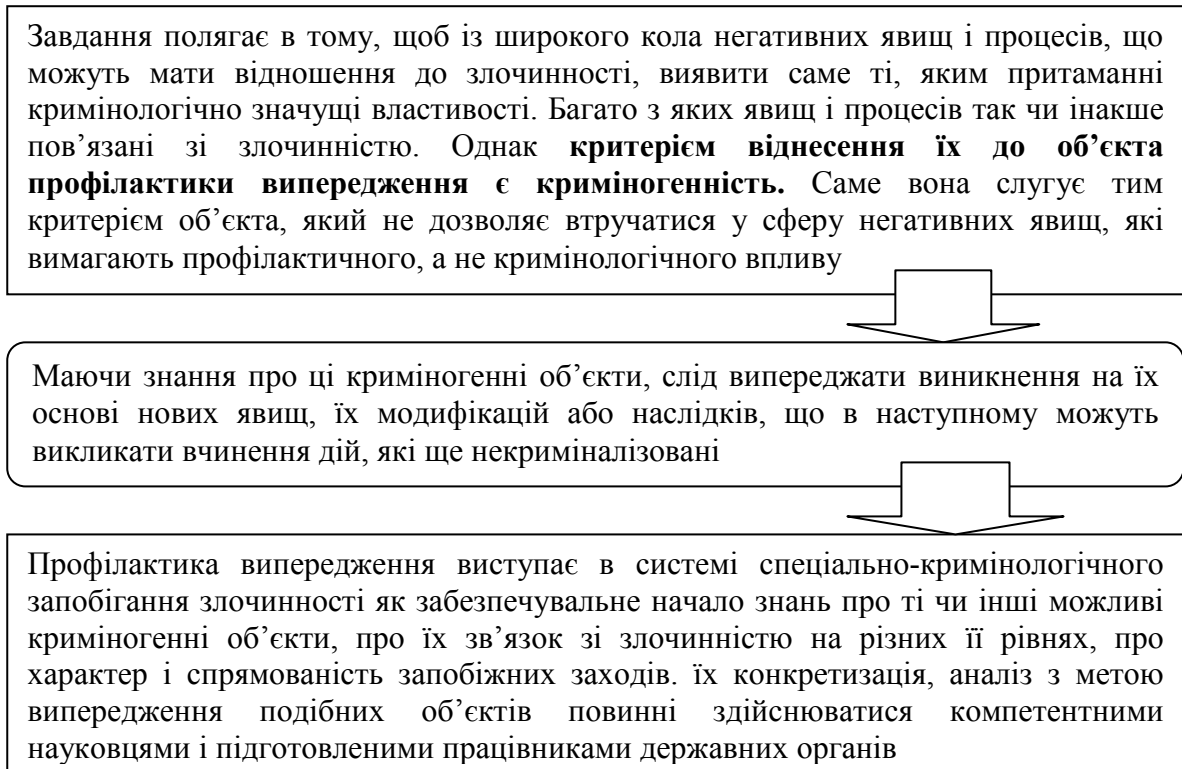 Завдання полягає в тому, щоб із широкого кола негативних явищ і процесів, що
можуть мати відношення до злочинності, виявити саме ті, яким притаманні
кримінологічно значущі властивості. Багато з яких явищ і процесів так чи інакше
пов’язані зі злочинністю. Однак критерієм віднесення їх до об’єкта
профілактики випередження є криміногенність. Саме вона слугує тим
критерієм об’єкта, який не дозволяє втручатися у сферу негативних явищ, які
вимагають профілактичного, а не кримінологічного впливу
Маючи знання про ці криміногенні об’єкти, слід випереджати виникнення на їх
основі нових явищ, їх модифікацій або наслідків, що в наступному можуть
викликати вчинення дій, які ще некриміналізовані
Профілактика випередження виступає в системі спеціально-кримінологічного
запобігання злочинності як забезпечувальне начало знань про ті чи інші можливі
криміногенні об’єкти, про їх зв’язок зі злочинністю на різних її рівнях, про
характер і спрямованість запобіжних заходів. їх конкретизація, аналіз з метою
випередження подібних об’єктів повинні здійснюватися компетентними
науковцями і підготовленими працівниками державних органів